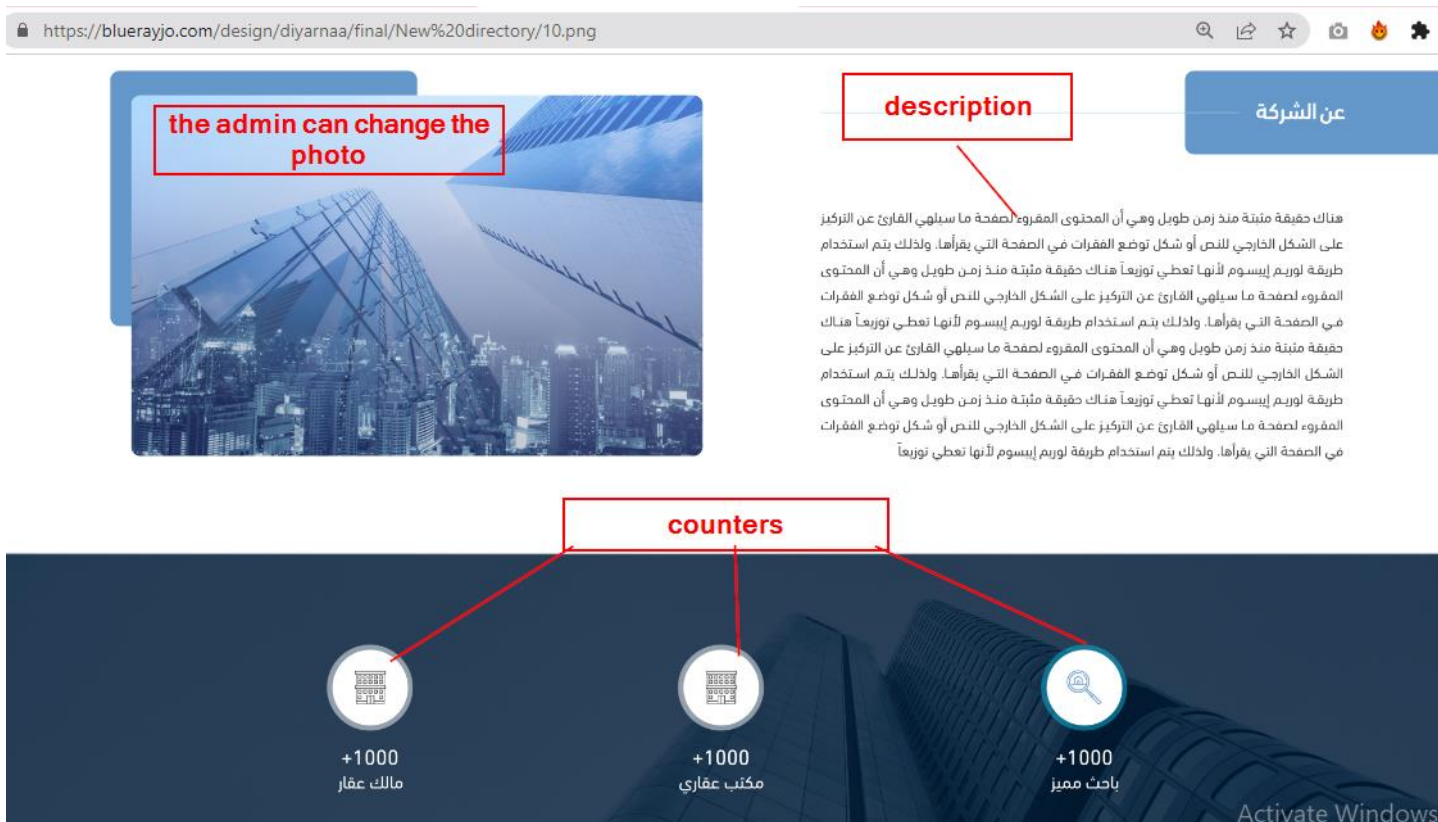 https://bluerayjo.com/design/diyarnaa/final/New%20directory/10.png
عن الشركة
description
the admin can change the
photo
هناك حقيقة مثبتة منذ زمن طويل وهي أن المحتوى المقروء لصفحة ما سيلهي القارئ عن التركيز
على الشكل الخارجي للنص أو شكل توضع الفقرات في الصفحة التي يقرأها. ولذلك يتم استخدام
طريقة لوريم إيبسوم لأنها تعطي توزيعاَ هناك حقيقة مثبتة منذ زمن طويل وهي أن المحتوى
المقروء لصفحة ما سيلهي القارئ عن التركيز على الشكل الخارجي للنص أو شكل توضع الفقرات
في الصفحة التي يقرأها. ولذلك يتم استخدام طريقة لوريم إيبسوم لأنها تعطي توزيعاَ هناك
حقيقة مثبتة منذ زمن طويل وهي أن المحتوى المقروء لصفحة ما سيلهي القارئ عن التركيز على
الشكل الخارجي للنص أو شكل توضع الفقرات في الصفحة التي يقرأها. ولذلك يتم استخدام
طريقة لوريم إيبسوم لأنها تعطي توزيعاَ هناك حقيقة مثبتة منذ زمن طويل وهي أن المحتوى
المقروء لصفحة ما سيلهي القارئ عن التركيز على الشكل الخارجي للنص أو شكل توضع الفقرات
في الصفحة التي يقرأها. ولذلك يتم استخدام طريقة لوريم إيبسوم لأنها تعطي توزيعاَ
counters
+1000
باحث مميز
+1000
مكتب عقاري
+1000
مالك عقار
Activate Windows